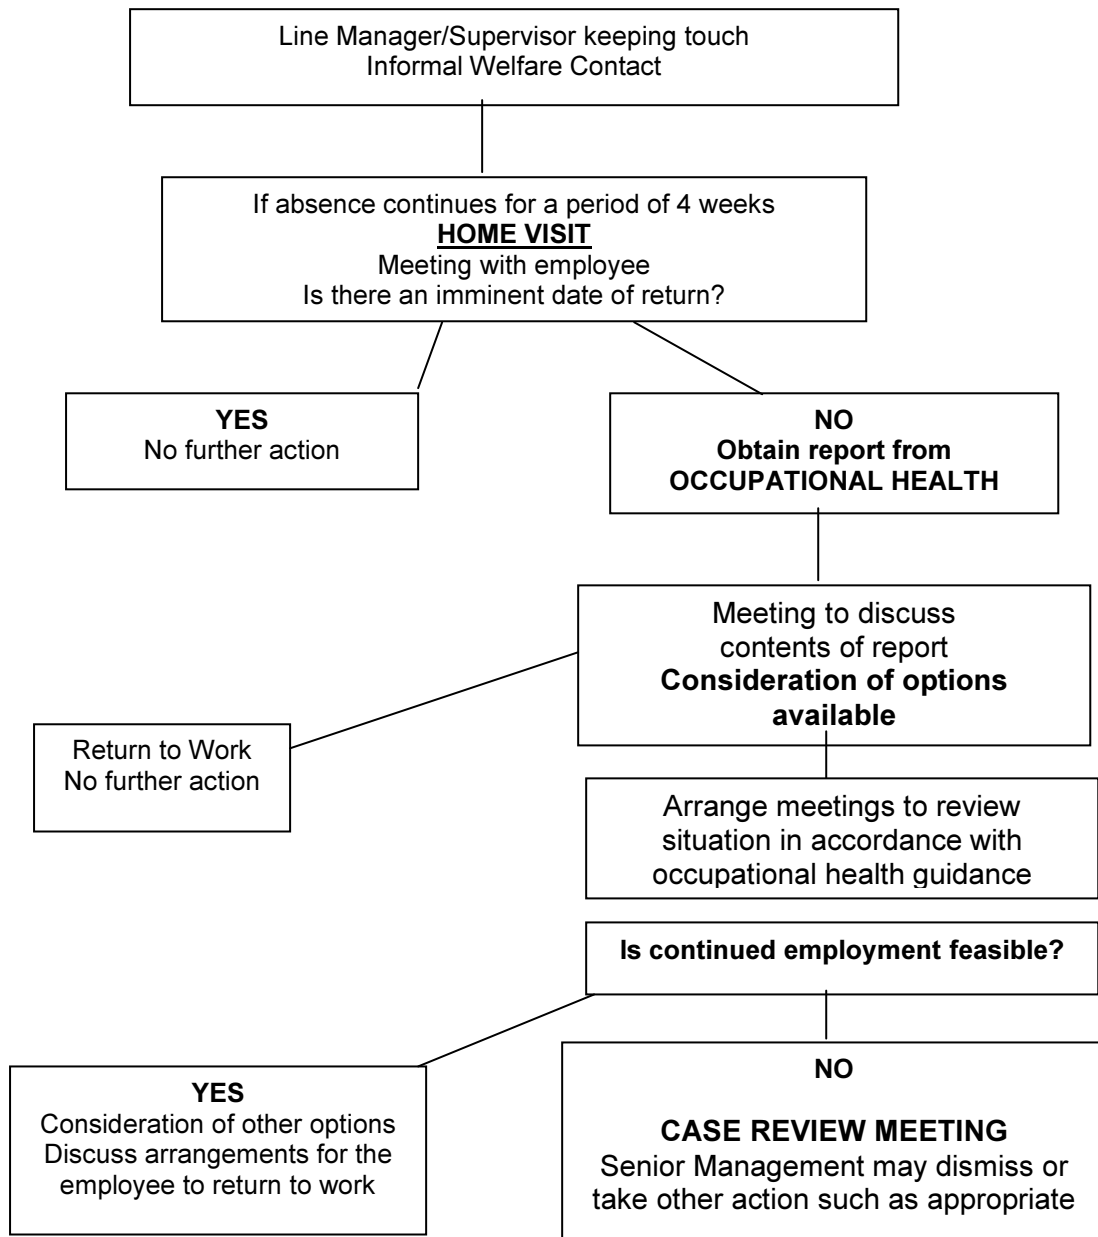 Line Manager/Supervisor keeping touch
Informal Welfare Contact
If absence continues for a period of 4 weeks
HOME VISIT
Meeting with employee
Is there an imminent date of return?
YES
No further action
NO
Obtain report from
OCCUPATIONAL HEALTH
Meeting to discuss
contents of report
Consideration of options
available
Return to Work
No further action
Arrange meetings to review
situation in accordance with
occupational health guidance
Is continued employment feasible?
YES
Consideration of other options
Discuss arrangements for the
employee to return to work
NO
CASE REVIEW MEETING
Senior Management may dismiss or
take other action such as appropriate